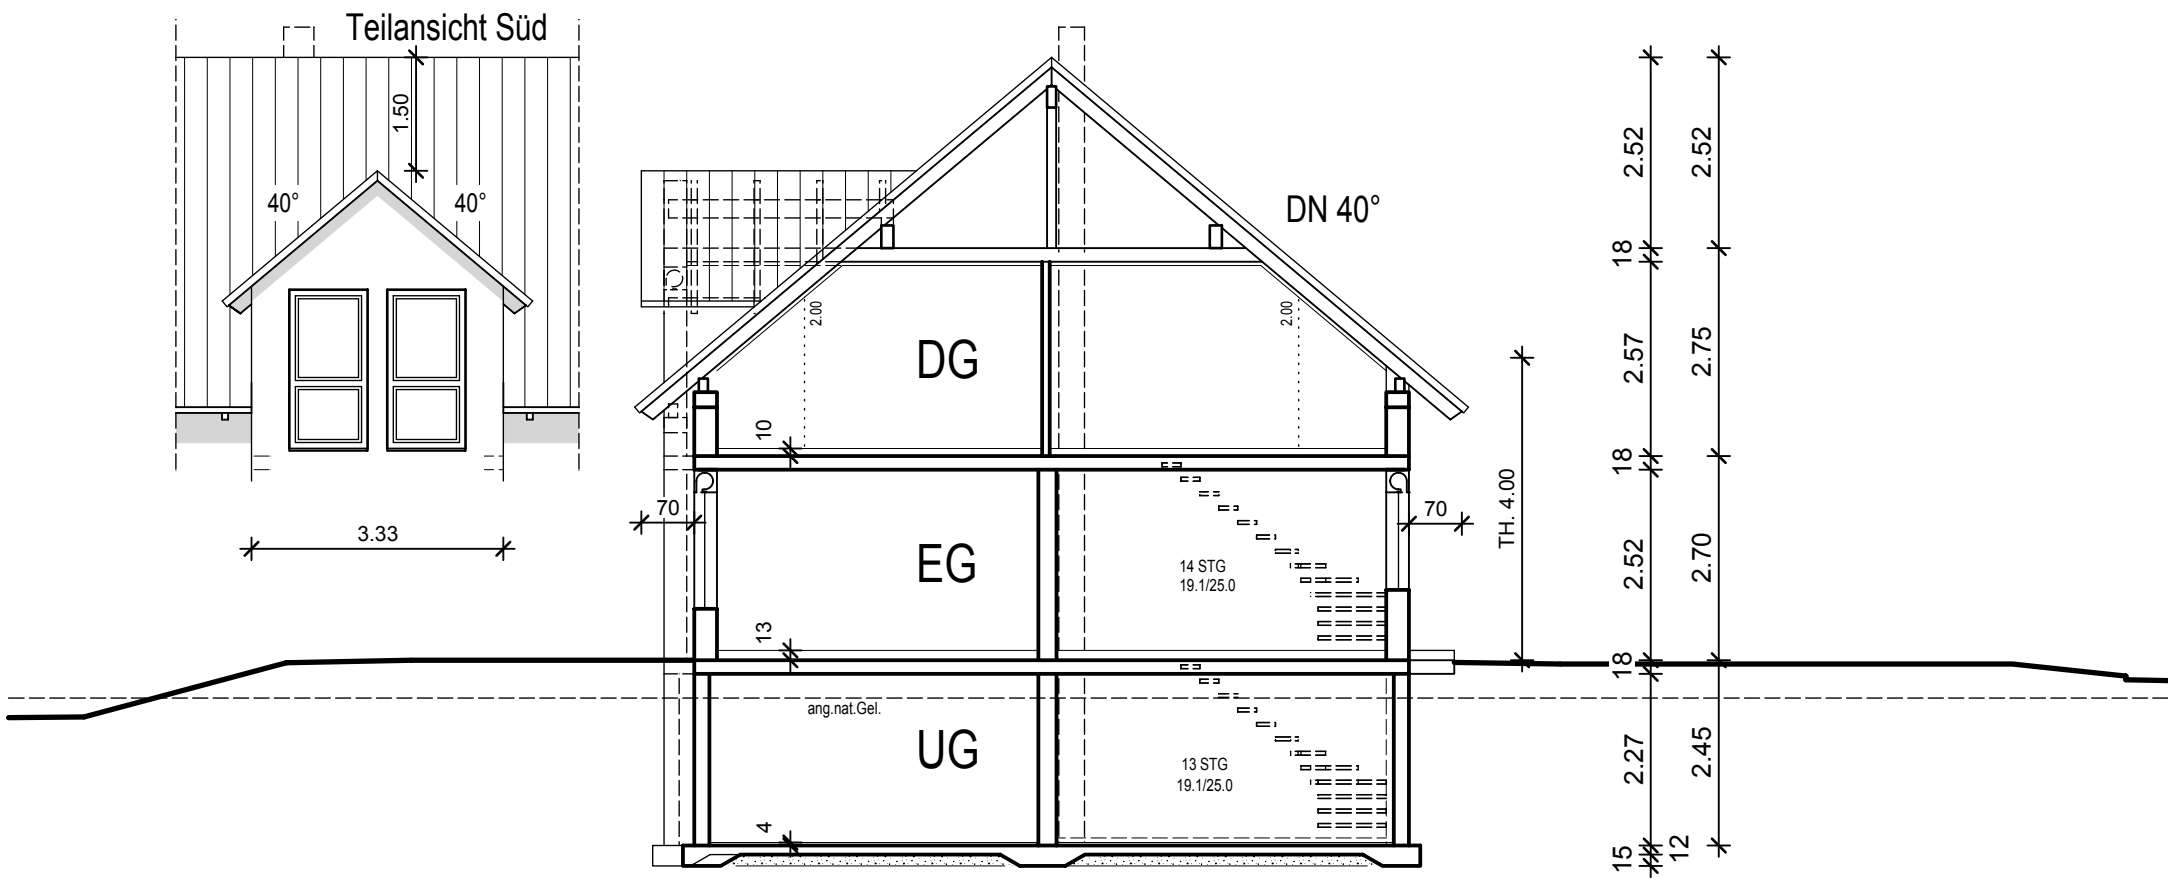 Teilansicht Süd
1.50
40°
40°
3.33
DN 40°
2.00
2.00
DG
10
70
70
TH. 4.00
EG
14 STG
19.1/25.0
13
ang.nat.Gel.
UG
13 STG
19.1/25.0
4
2.52
2.52
18
2.57
2.75
18
2.52
2.70
18
2.27
2.45
15
12